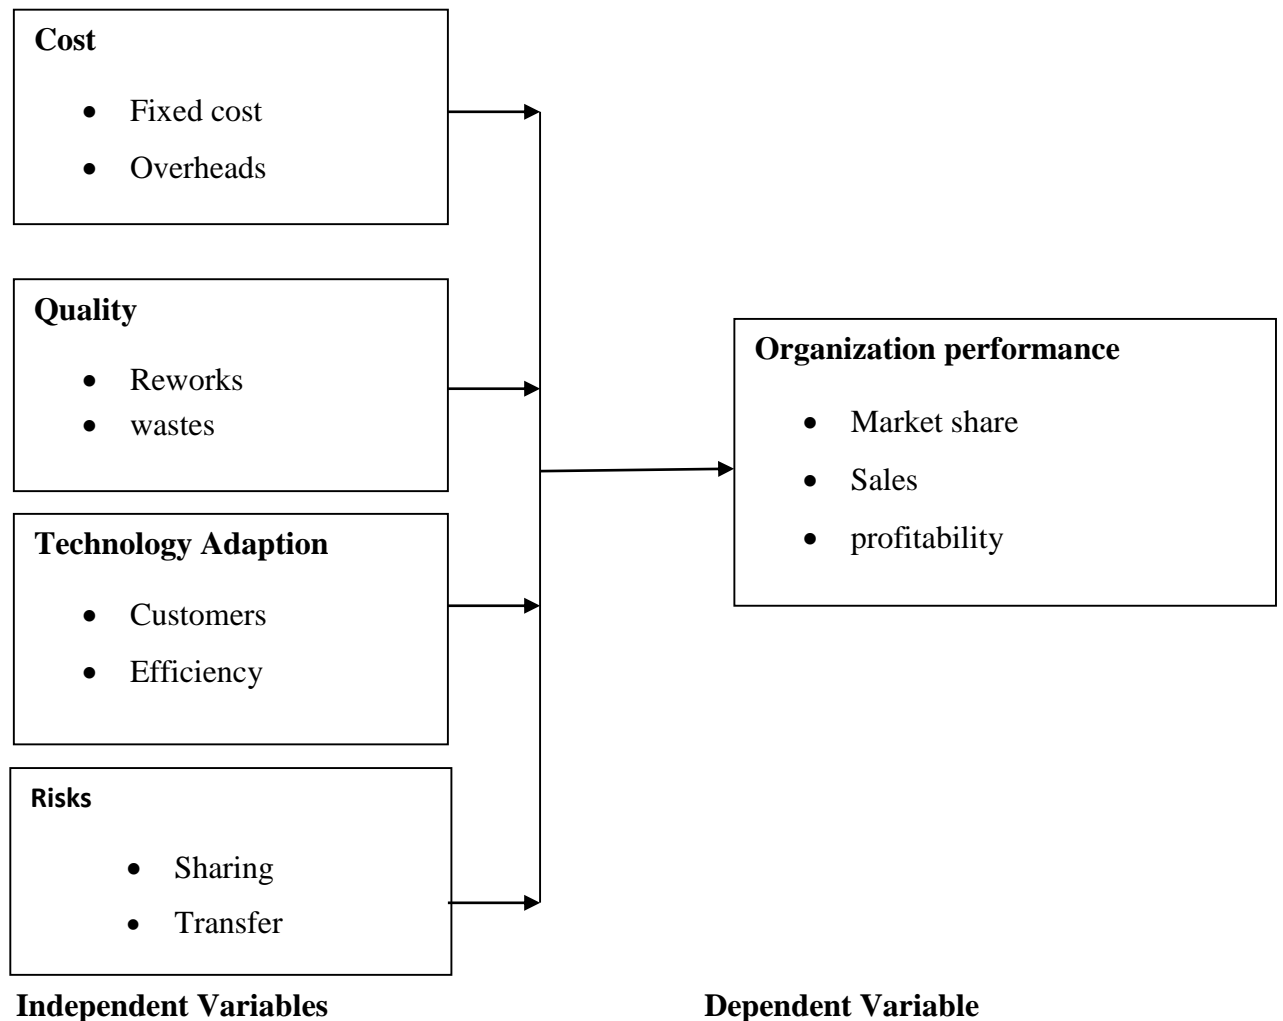 Cost
• Fixed cost
• Overheads
Quality
• Reworks
• wastes
Technology Adaption
• Customers
• Efficiency
Risks
• Sharing
• Transfer
Organization performance
• Market share
• Sales
• profitability
Independent Variables
Dependent Variable